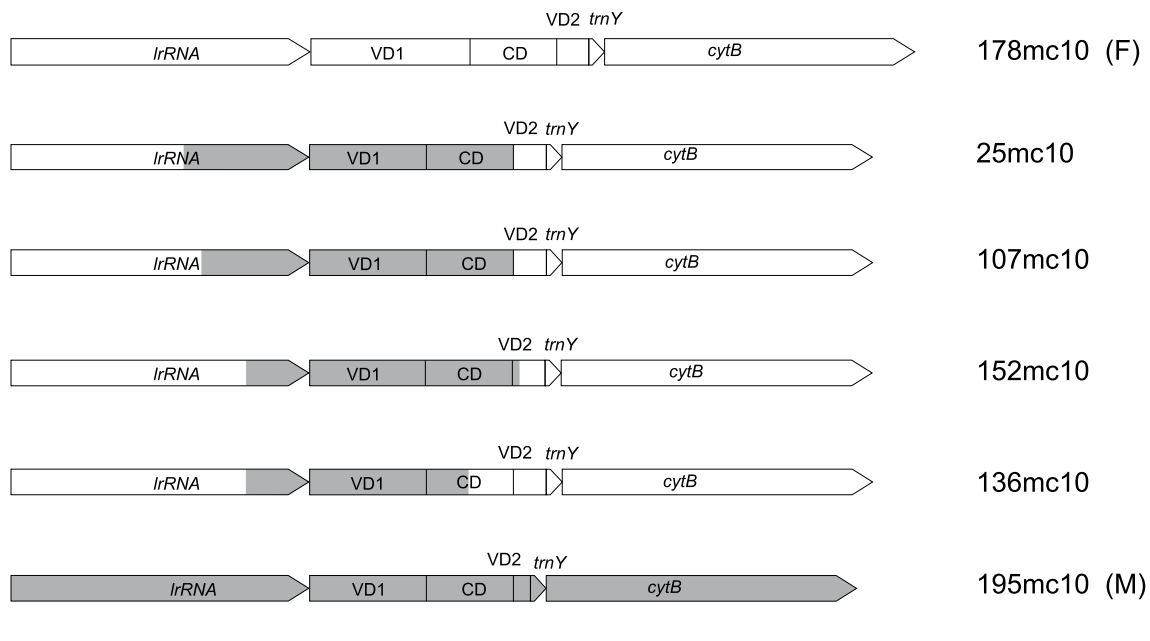 VD2 trnY
lrRNA VD1 CD cytB 178mc10 (F)
VD2 trnY
lrRNA VD1 CD cytB 25mc10
VD2 trnY
lrRNA VD1 CD cytB 107mc10
VD2 trnY
lrRNA VD1 CD cytB 152mc10
VD2 trnY
lrRNA VD1 CD cytB 136mc10
VD2 trnY
lrRNA VD1 CD cytB 195mc10 (M)